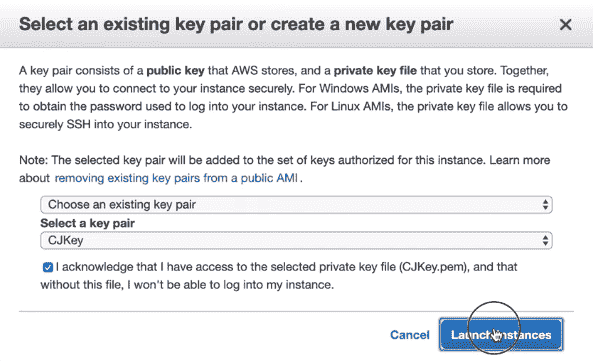 Select an existing key pair or create a new key pair
A key pair consists of a public key that AWS stores, and a private key file that you store. Together,
they allow you to connect to your instance securely. For Windows AMIs, the private key file is required
to obtain the password used to log into your instance. For Linux AMIs, the private key file allows you to
securely SSH into your instance.
Note: The selected key pair will be added to the set of keys authorized for this instance. Learn more
about removing existing key pairs from a public AMI.
Choose an existing key pair
Select a key pair
CJKey
I acknowledge that I have access to the selected private key file (CJKey.pem), and that
without this file, I won't be able to log into my instance.
Cancel Launch Instances